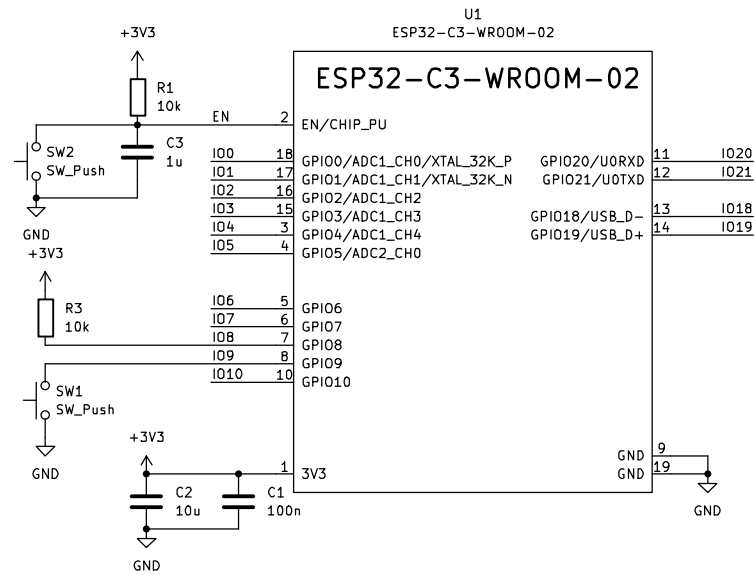 U1
ESP32-C3-WROOM-02
+3V3
ESP32-C3-WROOM-02
R1
10k
EN
2
EN/CHIP_PU
SW2
SW_Push
C3
1u
GND
IO0
18
GPIO0/ADC1_CH0/XTAL_32K_P
IO1
17
GPIO1/ADC1_CH1/XTAL_32K_N
IO2
16
GPIO2/ADC1_CH2
IO3
15
GPIO3/ADC1_CH3
IO4
3
GPIO4/ADC1_CH4
IO5
4
GPIO5/ADC2_CH0
GPIO20/U0RXD
11
IO20
GPIO21/U0TXD
12
IO21
GPIO18/USB_D-
13
IO18
GPIO19/USB_D+
14
IO19
+3V3
R3
10k
IO6
5
GPIO6
IO7
6
GPIO7
IO8
7
GPIO8
IO9
8
GPIO9
IO10
10
GPIO10
SW1
SW_Push
GND
+3V3
1
3V3
GND
9
GND
19
GND
C2
10u
C1
100n
GND